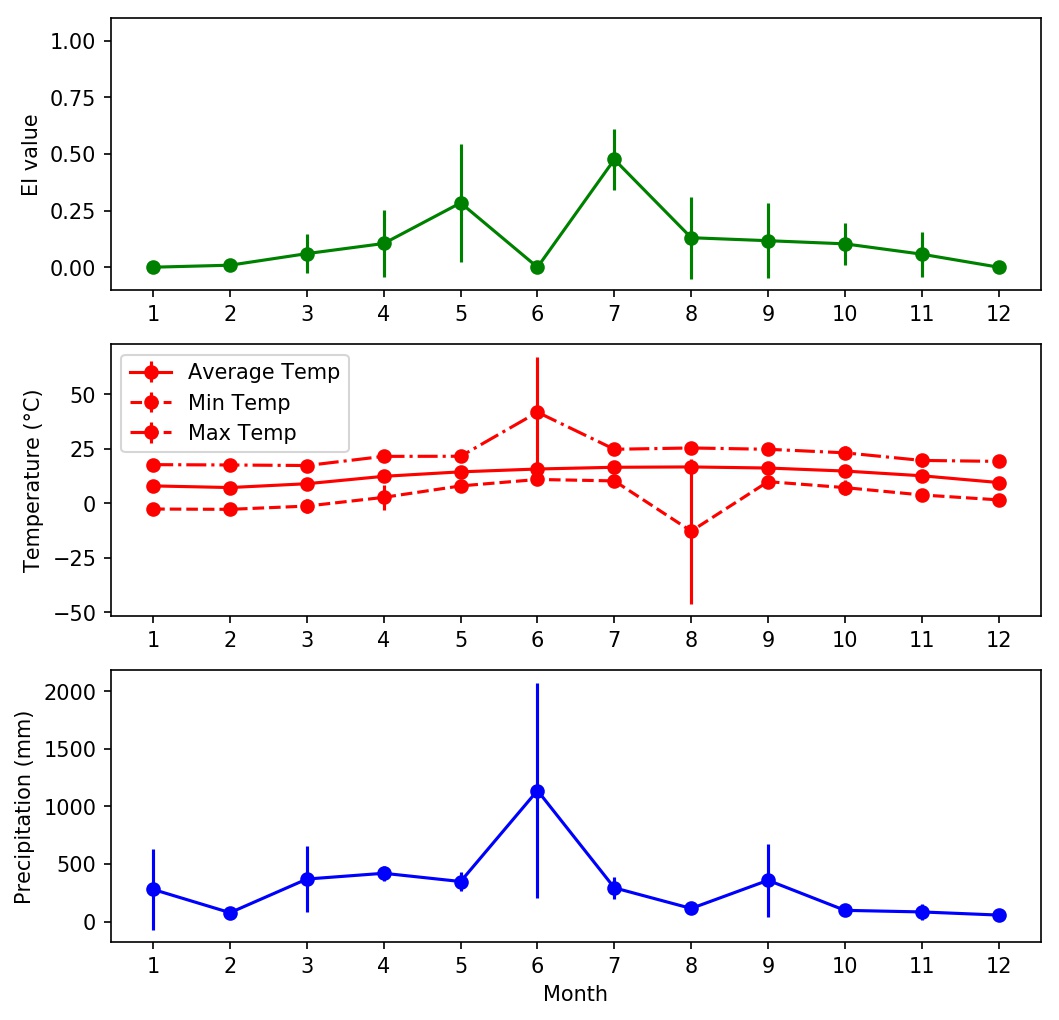 EI value
1.00
0.75
0.50
0.25
0.00
1 2 3 4 5 6 7 8 9 10 11 12
Temperature (°C)
50
25
0
−25
−50
Average Temp
Min Temp
Max Temp
1 2 3 4 5 6 7 8 9 10 11 12
Precipitation (mm)
2000
1500
1000
500
0
1 2 3 4 5 6 7 8 9 10 11 12
Month